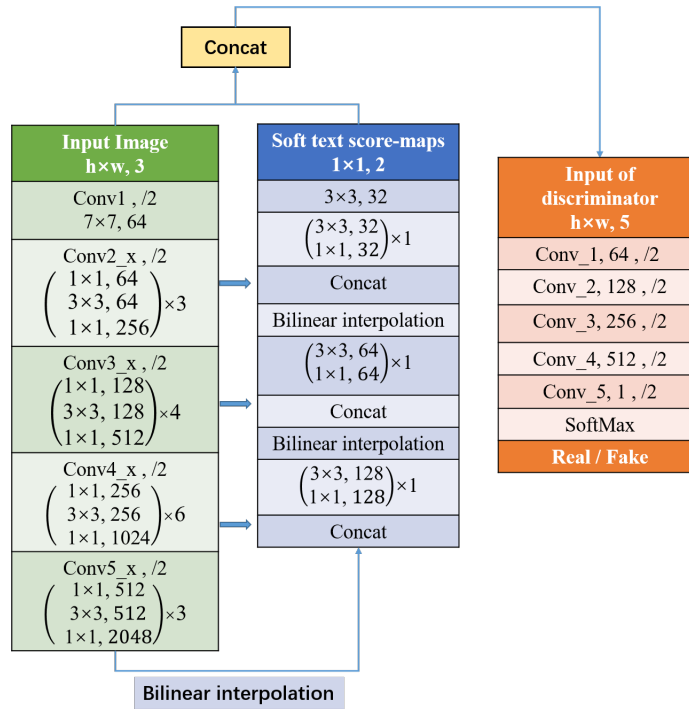 Concat
Input Image
h×w, 3
Conv1 , /2
7×7, 64
Conv2_x , /2
(1×1, 64
3×3, 64
1×1, 256)×3
Conv3_x , /2
(1×1, 128
3×3, 128
1×1, 512)×4
Conv4_x , /2
(1×1, 256
3×3, 256
1×1, 1024)×6
Conv5_x , /2
(1×1, 512
3×3, 512
1×1, 2048)×3
Soft text score-maps
1×1, 2
3×3, 32
(3×3, 32
1×1, 32)×1
Concat
Bilinear interpolation
(3×3, 64
1×1, 64)×1
Concat
Bilinear interpolation
(3×3, 128
1×1, 128)×1
Concat
Input of
discriminator
h×w, 5
Conv_1, 64 , /2
Conv_2, 128 , /2
Conv_3, 256 , /2
Conv_4, 512 , /2
Conv_5, 1 , /2
SoftMax
Real / Fake
Bilinear interpolation